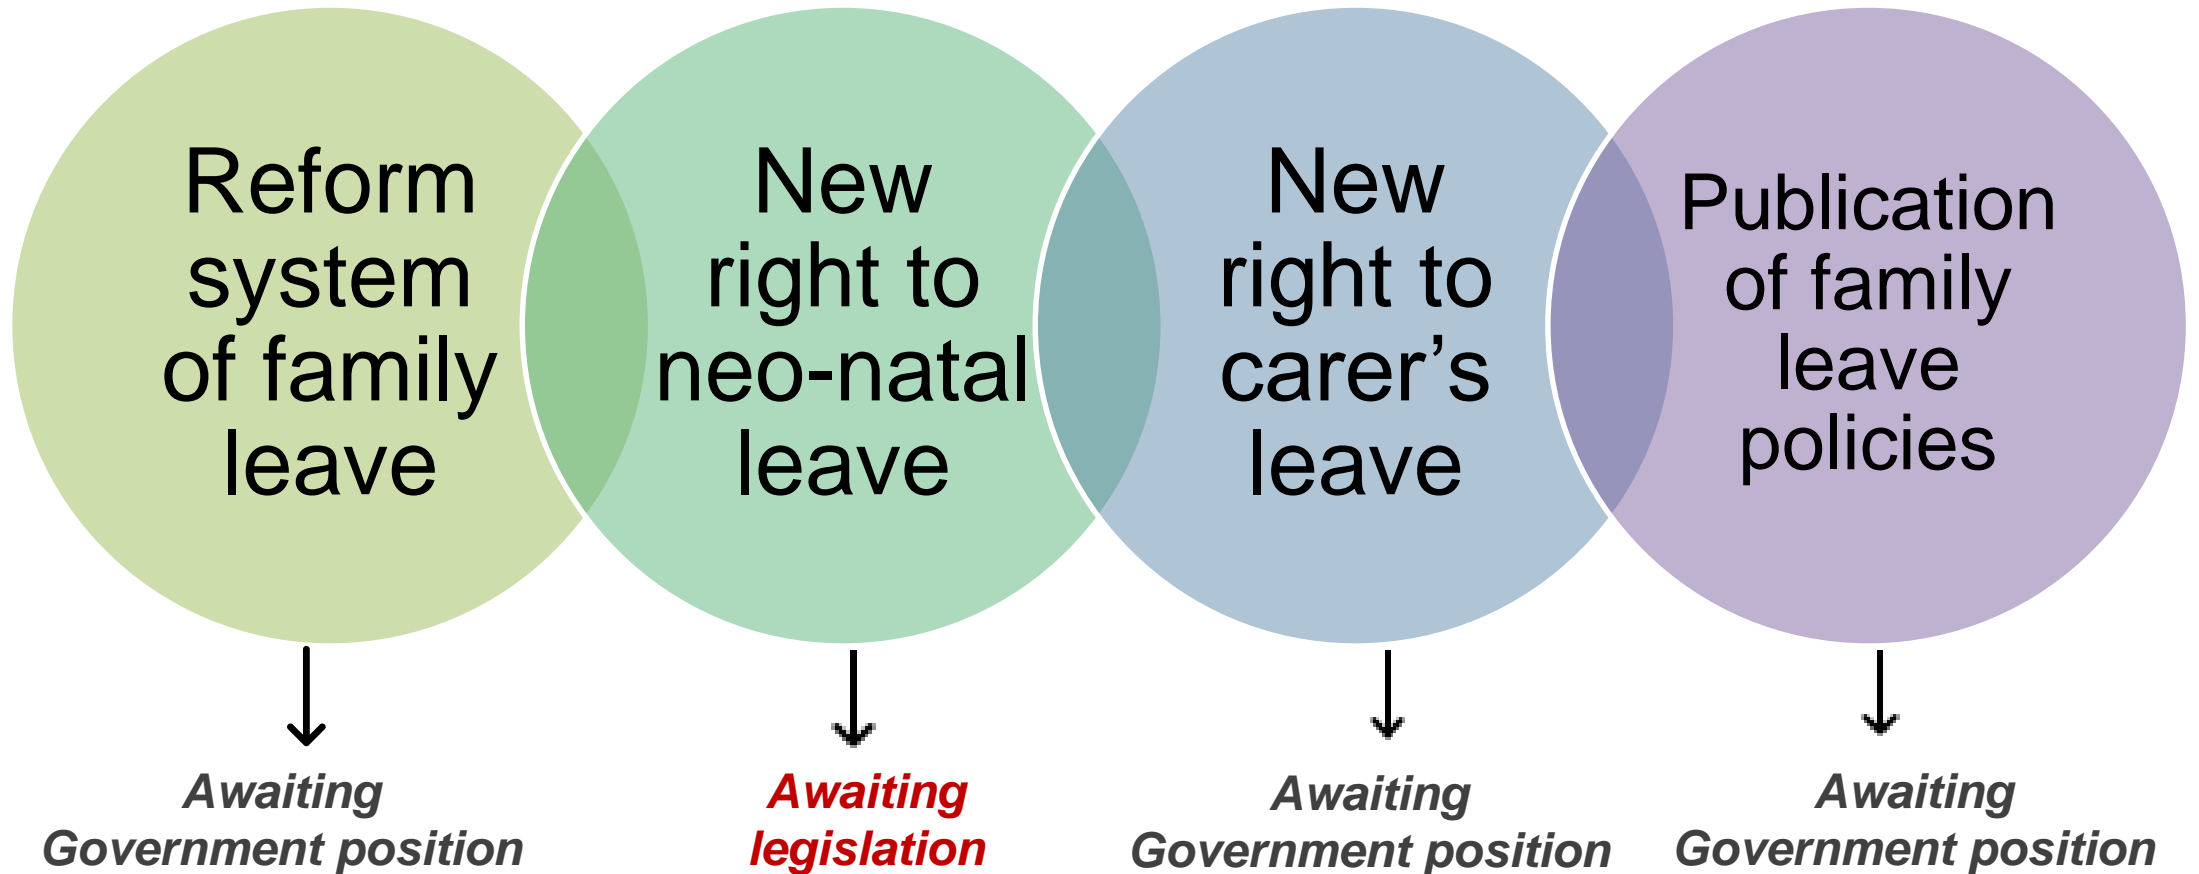 Reform
system
of family
leave
New
right to
neo-natal
leave
New
right to
carer’s
leave
Publication
of family
leave
policies
Awaiting
Government position
Awaiting
legislation
Awaiting
Government position
Awaiting
Government position